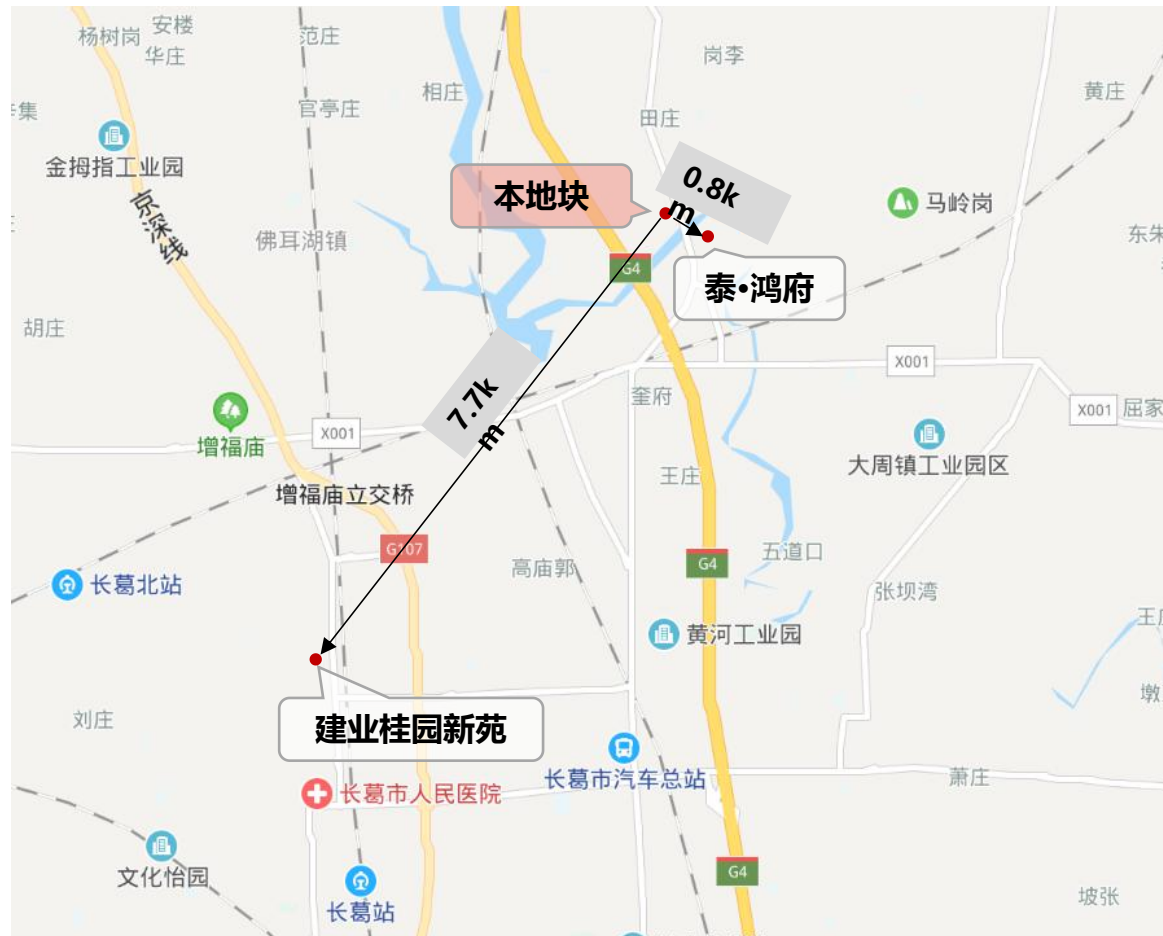 安楼
杨树岗
范庄
华庄
岗李
相庄
黄庄
官亭庄
集
田庄
金拇指工业园
0.8k
m
本地块
马岭岗
京深线
佛耳湖镇
东朱
G4
泰•鸿府
胡庄
X001
7.7k
m
奎府
X001
屈家
X001
增福庙
大周镇工业园区
王庄
增福庙立交桥
G107
五道口
高庙郭
G4
长葛北站
张坝湾
王
黄河工业园
墩
刘庄
建业桂园新苑
长葛市汽车总站
萧庄
长葛市人民医院
文化怡园
G4
坡张
长葛站